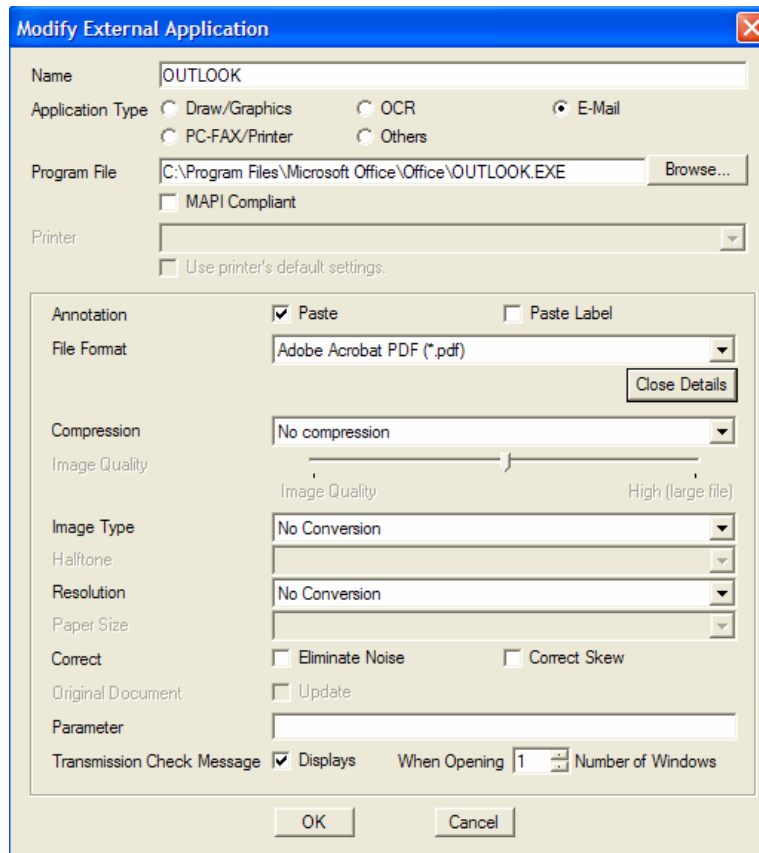 Modify External Application
Name OUTLOOK
Application Type Draw/Graphics OCR E-Mail
PC-FAX/Printer Others
Program File C:\Program Files\Microsoft Office\Office\OUTLOOK.EXE Browse...
MAPI Compliant
Printer
Use printer's default settings.
Annotation Paste Paste Label
File Format Adobe Acrobat PDF (*.pdf)
Close Details
Compression No compression
Image Quality
Image Quality High (large file)
Image Type No Conversion
Halftone
Resolution No Conversion
Paper Size
Correct Eliminate Noise Correct Skew
Original Document Update
Parameter
Transmission Check Message Displays When Opening 1 Number of Windows
OK Cancel